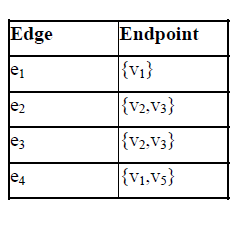 Edge Endpoint
e1 {v1}
e2 {v2,v3}
e3 {v2,v3}
e4 {v1,v5}